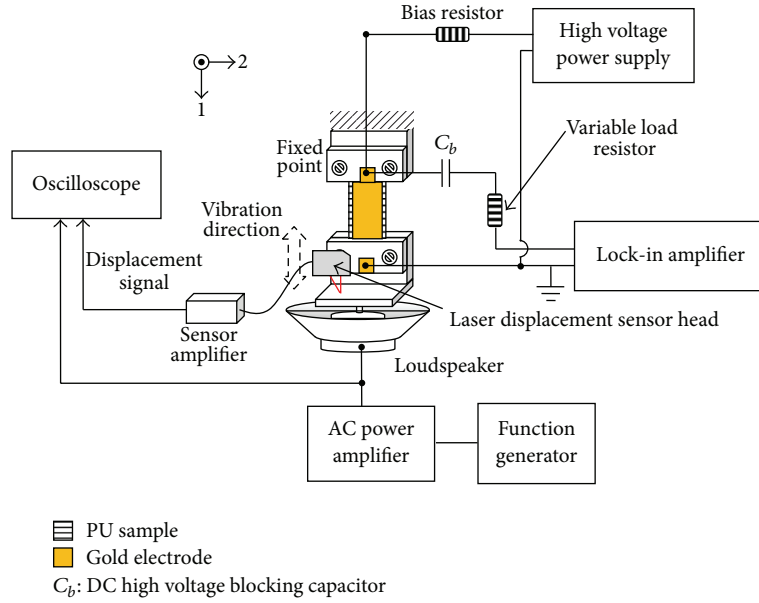 Bias resistor
High voltage
power supply
2
1
Variable load
resistor
Fixed
point
C_b
Oscilloscope
Vibration
direction
Lock-in amplifier
Displacement
signal
Laser displacement sensor head
Sensor
amplifier
Loudspeaker
AC power
amplifier
Function
generator
PU sample
Gold electrode
C_b: DC high voltage blocking capacitor